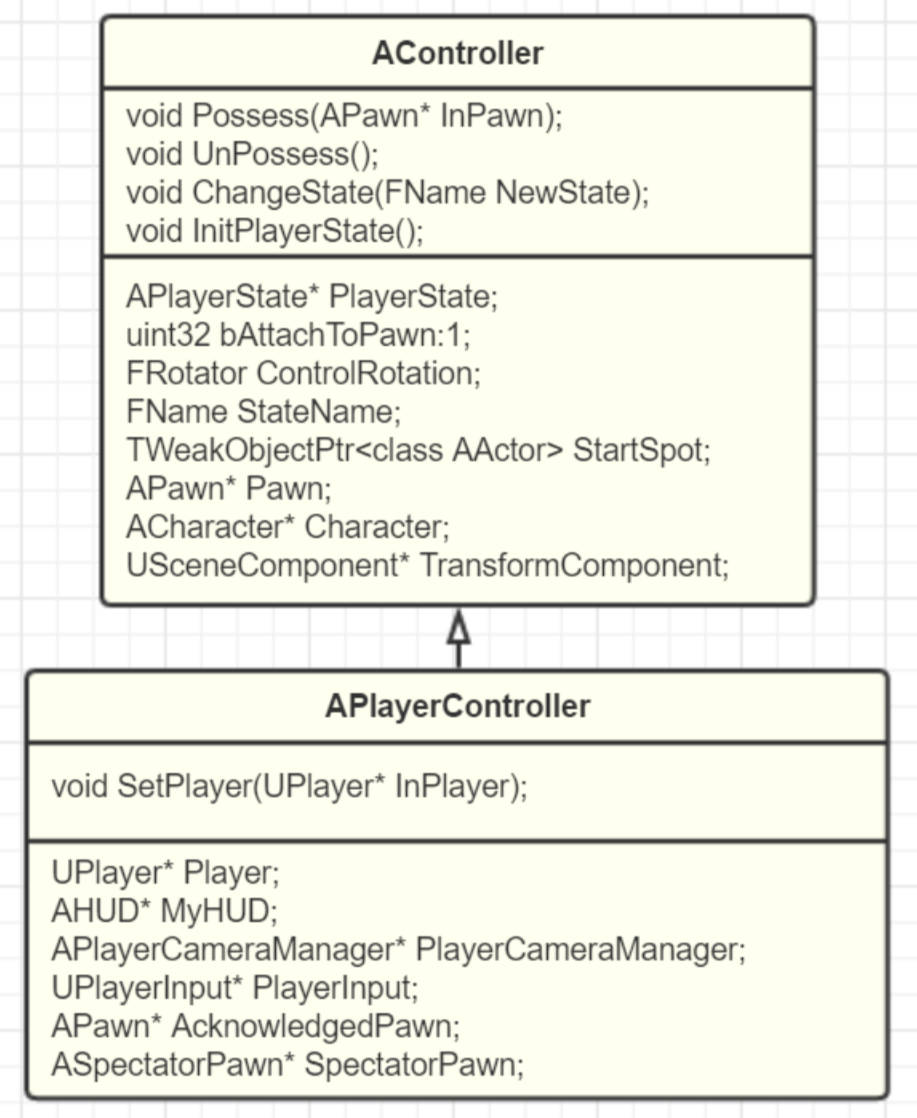 AController
void Possess(APawn* InPawn);
void UnPossess();
void ChangeState(FName NewState);
void InitPlayerState();
APlayerState* PlayerState;
uint32 bAttachToPawn:1;
FRotator ControlRotation;
FName StateName;
TWeakObjectPtr<class AActor> StartSpot;
APawn* Pawn;
ACharacter* Character;
USceneComponent* TransformComponent;
APlayerController
void SetPlayer(UPlayer* InPlayer);
UPlayer* Player;
AHUD* MyHUD;
APlayerCameraManager* PlayerCameraManager;
UPlayerInput* PlayerInput;
APawn* AcknowledgedPawn;
ASpectatorPawn* SpectatorPawn;